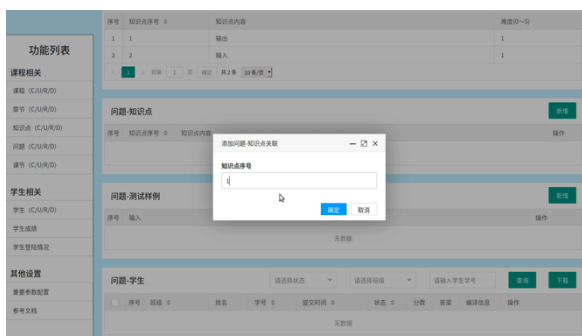 功能列表
课程相关
课程 (C/U/R/D)
章节 (C/U/R/D)
知识点 (C/U/R/D)
问题 (C/U/R/D)
课节 (C/U/R/D)
学生相关
学生 (C/U/R/D)
学生成绩
学生登陆情况
其他设置
重要参数配置
参考文档
序号 知识点序号 知识点内容 难度(0~5)
1 1 输出 1
2 2 输入 1
1 到第 1 页 确定 共 2 条 10 条/页
问题-知识点 新增
序号 知识点序号 知识点内容 操作
添加问题-知识点关联
知识点序号
1
确定 取消
问题-测试样例 新增
序号 输入 操作
无数据
问题-学生 请选择状态 请选择班级 请输入学生学号 查询 下载
序号 班级 姓名 学号 提交时间 状态 分数 答案 编译信息 操作
无数据